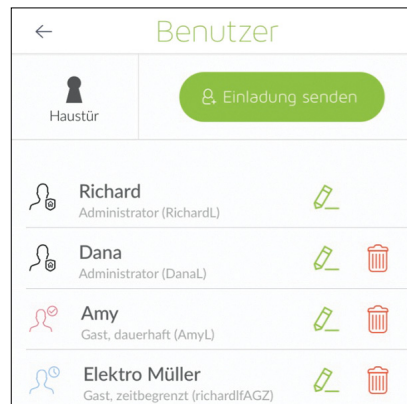 Benutzer
Haustür
Einladung senden
Richard
Administrator (RichardL)
Dana
Administrator (DanaL)
Amy
Gast, dauerhaft (AmyL)
Elektro Müller
Gast, zeitbegrenzt (richardlfAGZ)